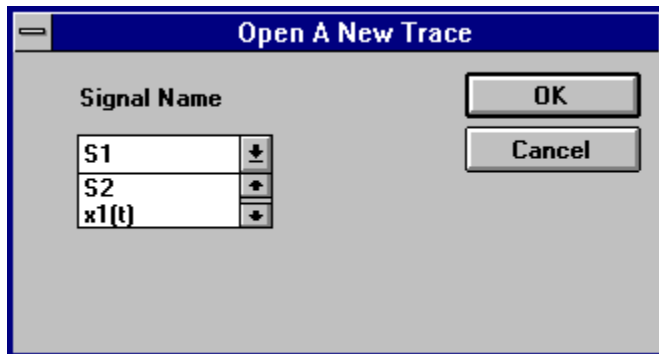 Open A New Trace
Signal Name
OK
S1
Cancel
S2
x1(t)